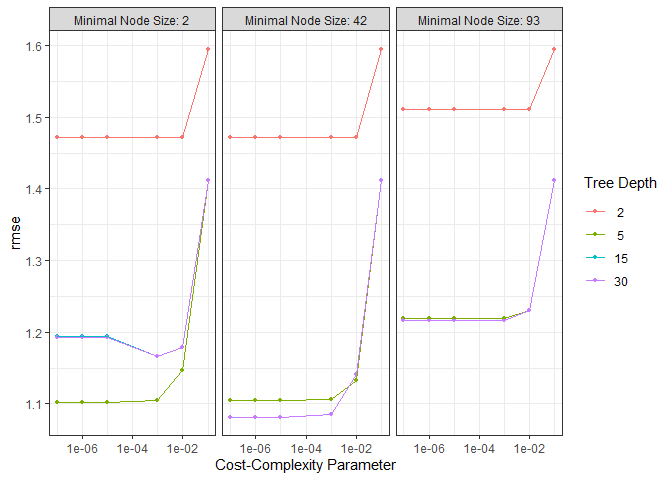 Minimal Node Size: 2
Minimal Node Size: 42
Minimal Node Size: 93
1.6
1.5
1.4
1.3
1.2
1.1
rmse
1e-06
1e-04
1e-02
1e-06
1e-04
1e-02
1e-06
1e-04
1e-02
Cost-Complexity Parameter
Tree Depth
2
5
15
30